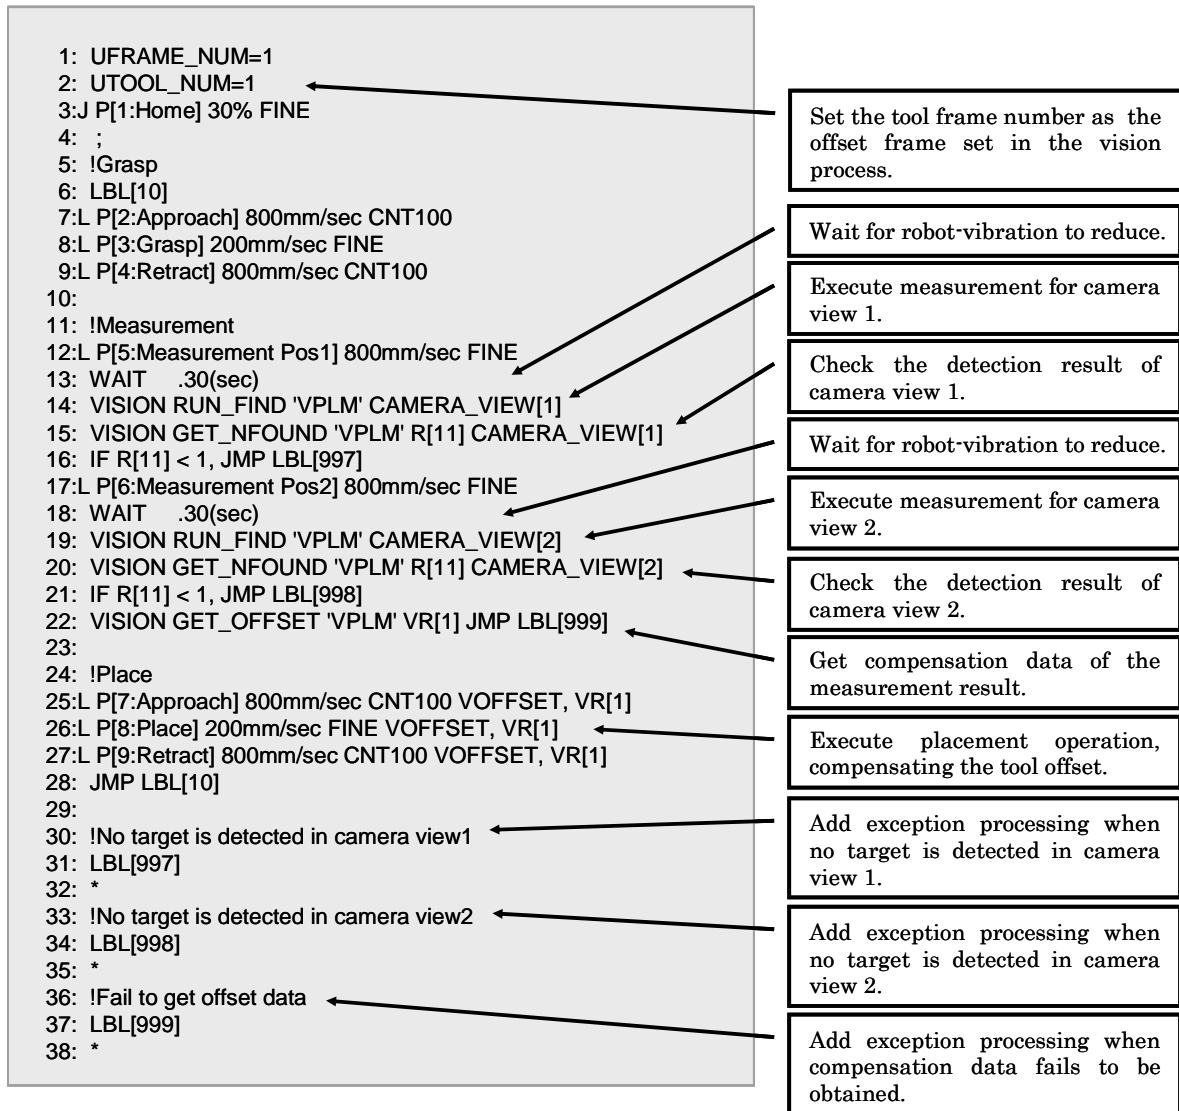 1: UFRAME_NUM=1
2: UTOOL_NUM=1
3:J P[1:Home] 30% FINE
4: ;
5: !Grasp
6: LBL[10]
7:L P[2:Approach] 800mm/sec CNT100
8:L P[3:Grasp] 200mm/sec FINE
9:L P[4:Retract] 800mm/sec CNT100
10:
11: !Measurement
12:L P[5:Measurement Pos1] 800mm/sec FINE
13: WAIT .30(sec)
14: VISION RUN_FIND 'VPLM' CAMERA_VIEW[1]
15: VISION GET_NFOUND 'VPLM' R[11] CAMERA_VIEW[1]
16: IF R[11] < 1, JMP LBL[997]
17:L P[6:Measurement Pos2] 800mm/sec FINE
18: WAIT .30(sec)
19: VISION RUN_FIND 'VPLM' CAMERA_VIEW[2]
20: VISION GET_NFOUND 'VPLM' R[11] CAMERA_VIEW[2]
21: IF R[11] < 1, JMP LBL[998]
22: VISION GET_OFFSET 'VPLM' VR[1] JMP LBL[999]
23:
24: !Place
25:L P[7:Approach] 800mm/sec CNT100 VOFFSET, VR[1]
26:L P[8:Place] 200mm/sec FINE VOFFSET, VR[1]
27:L P[9:Retract] 800mm/sec CNT100 VOFFSET, VR[1]
28: JMP LBL[10]
29:
30: !No target is detected in camera view1
31: LBL[997]
32: *
33: !No target is detected in camera view2
34: LBL[998]
35: *
36: !Fail to get offset data
37: LBL[999]
38: *
Set the tool frame number as the
offset frame set in the vision
process.
Wait for robot-vibration to reduce.
Execute measurement for camera
view 1.
Check the detection result of
camera view 1.
Wait for robot-vibration to reduce.
Execute measurement for camera
view 2.
Check the detection result of
camera view 2.
Get compensation data of the
measurement result.
Execute placement operation,
compensating the tool offset.
Add exception processing when
no target is detected in camera
view 1.
Add exception processing when
no target is detected in camera
view 2.
Add exception processing when
compensation data fails to be
obtained.